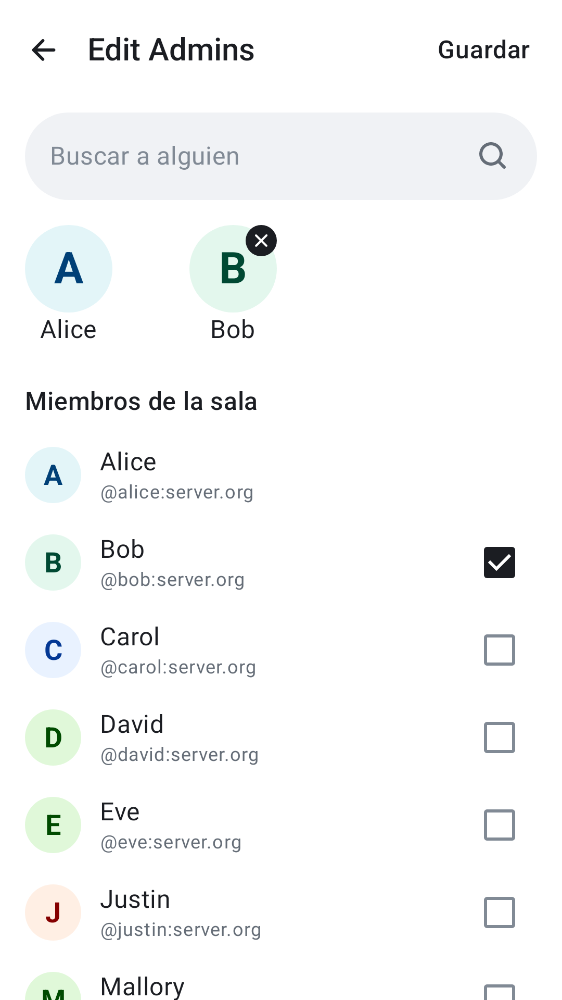 Edit Admins
Guardar
Buscar a alguien
A
B
Alice
Bob
Miembros de la sala
A
Alice
@alice:server.org
B
Bob
@bob:server.org
C
Carol
@carol:server.org
D
David
@david:server.org
E
Eve
@eve:server.org
J
Justin
@justin:server.org
M
Mallory